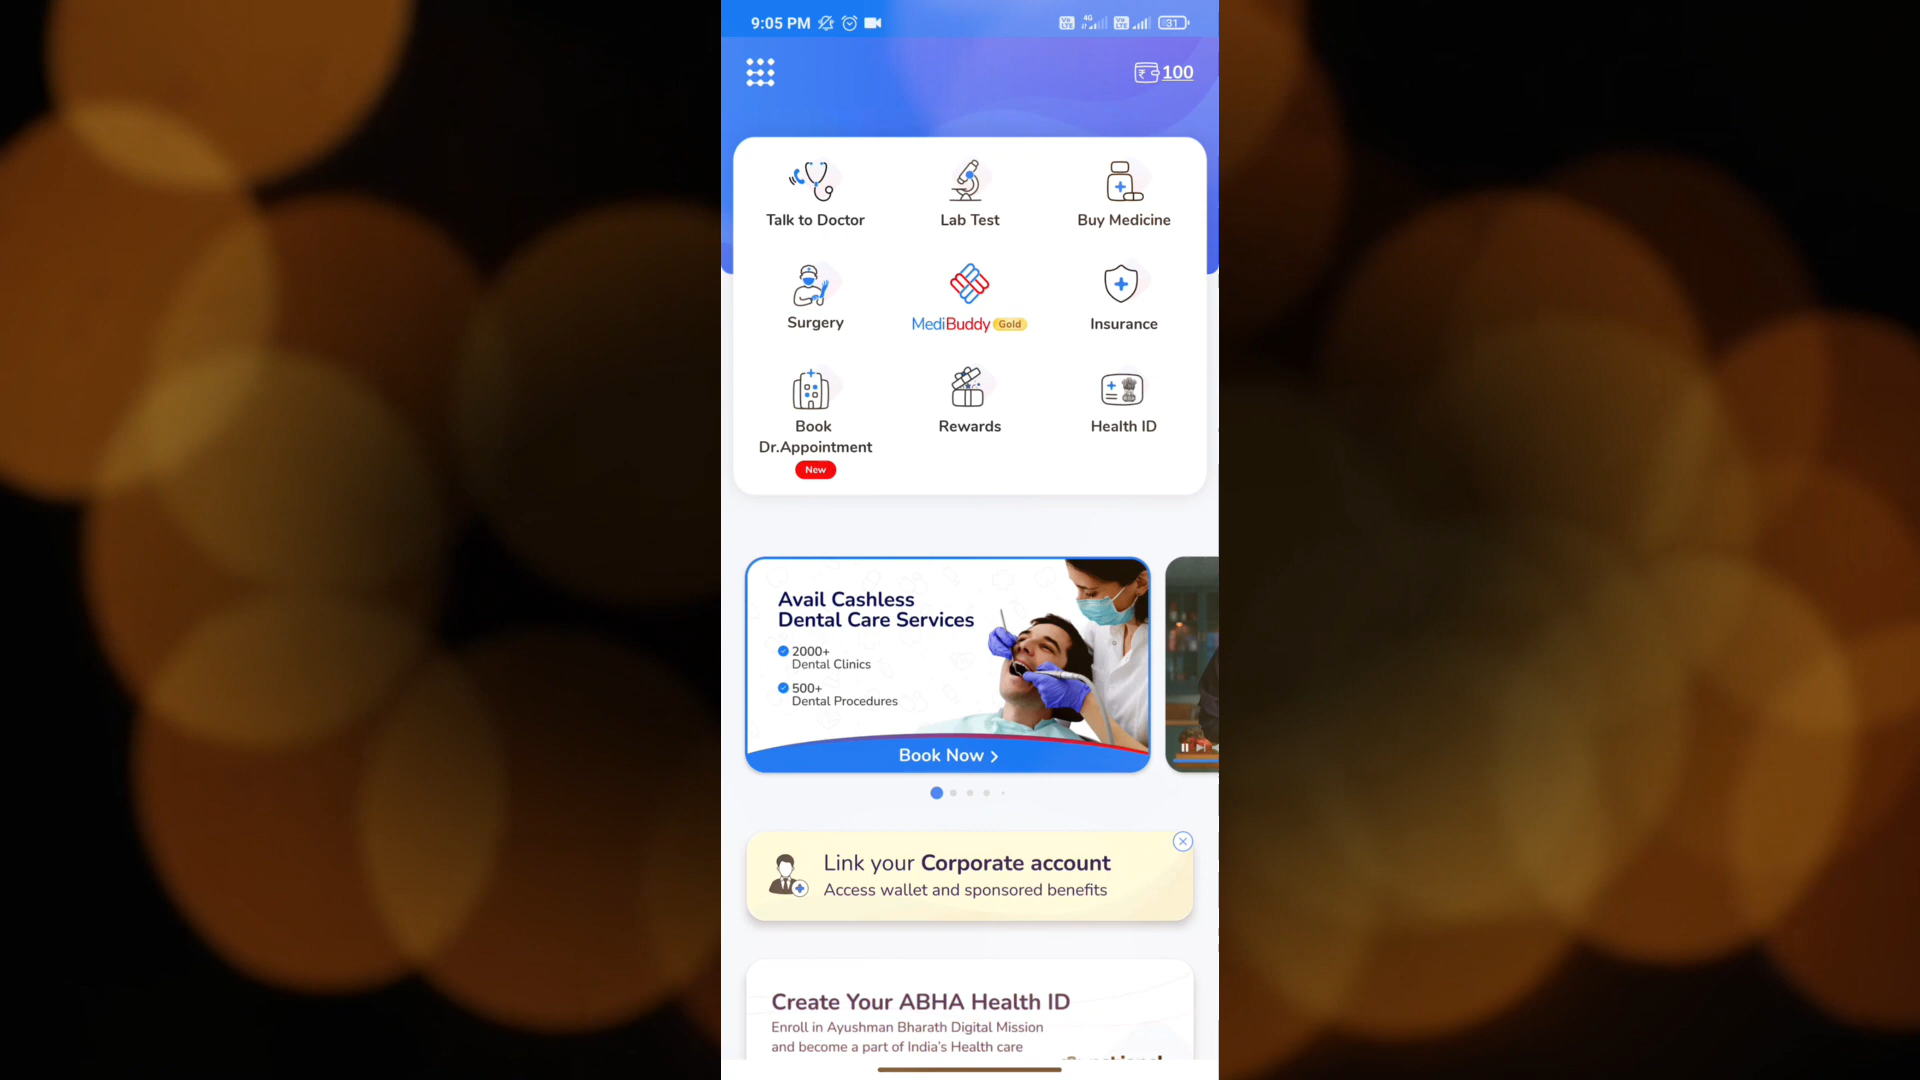 9:05 PM
4G
31
100
Talk to Doctor
Lab Test
Buy Medicine
Surgery
MediBuddy Gold
Insurance
Book
Dr.Appointment
New
Rewards
Health ID
Avail Cashless
Dental Care Services
2000+
Dental Clinics
500+
Dental Procedures
Book Now
Link your Corporate account
Access wallet and sponsored benefits
Create Your ABHA Health ID
Enroll in Ayushman Bharath Digital Mission
and become a part of India's Health care